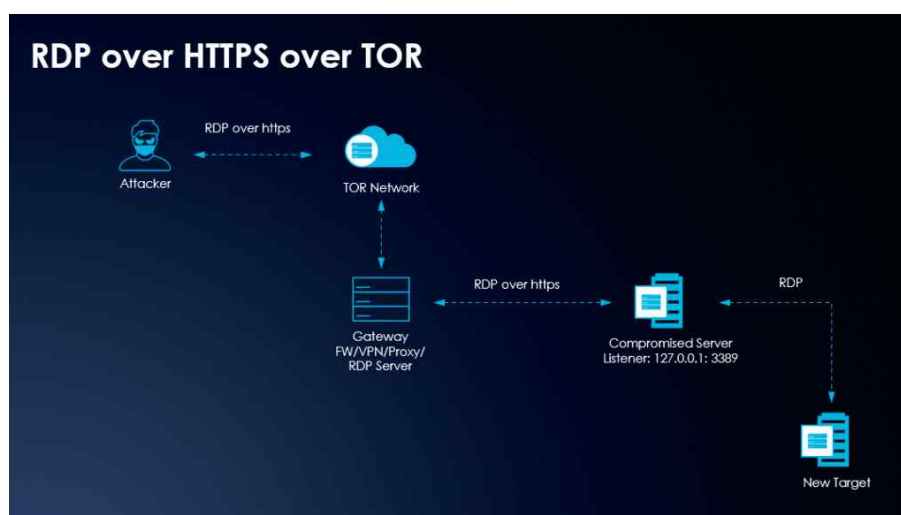 RDP over HTTPS over TOR
RDP over https
Attacker
TOR Network
RDP over https
RDP
Gateway
FW/VPN/Proxy/
RDP Server
Compromised Server
Listener: 127.0.0.1: 3389
New Target